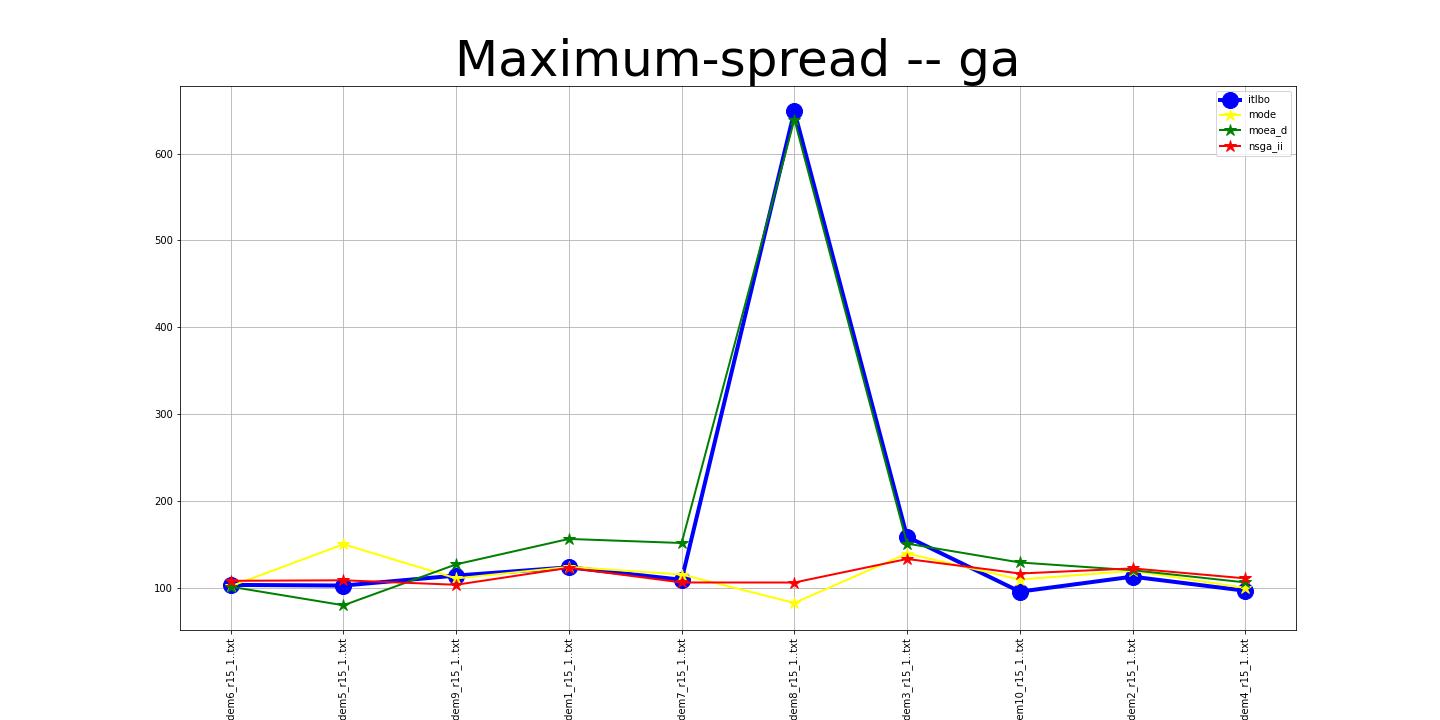 Maximum-spread -- ga
itlbo
mode
moea_d
nsga_ii
600
500
400
300
200
100
dem6_r15_1..txt
dem5_r15_1..txt
dem9_r15_1..txt
dem1_r15_1..txt
dem7_r15_1..txt
dem8_r15_1..txt
dem3_r15_1..txt
em10_r15_1..txt
dem2_r15_1..txt
dem4_r15_1..txt